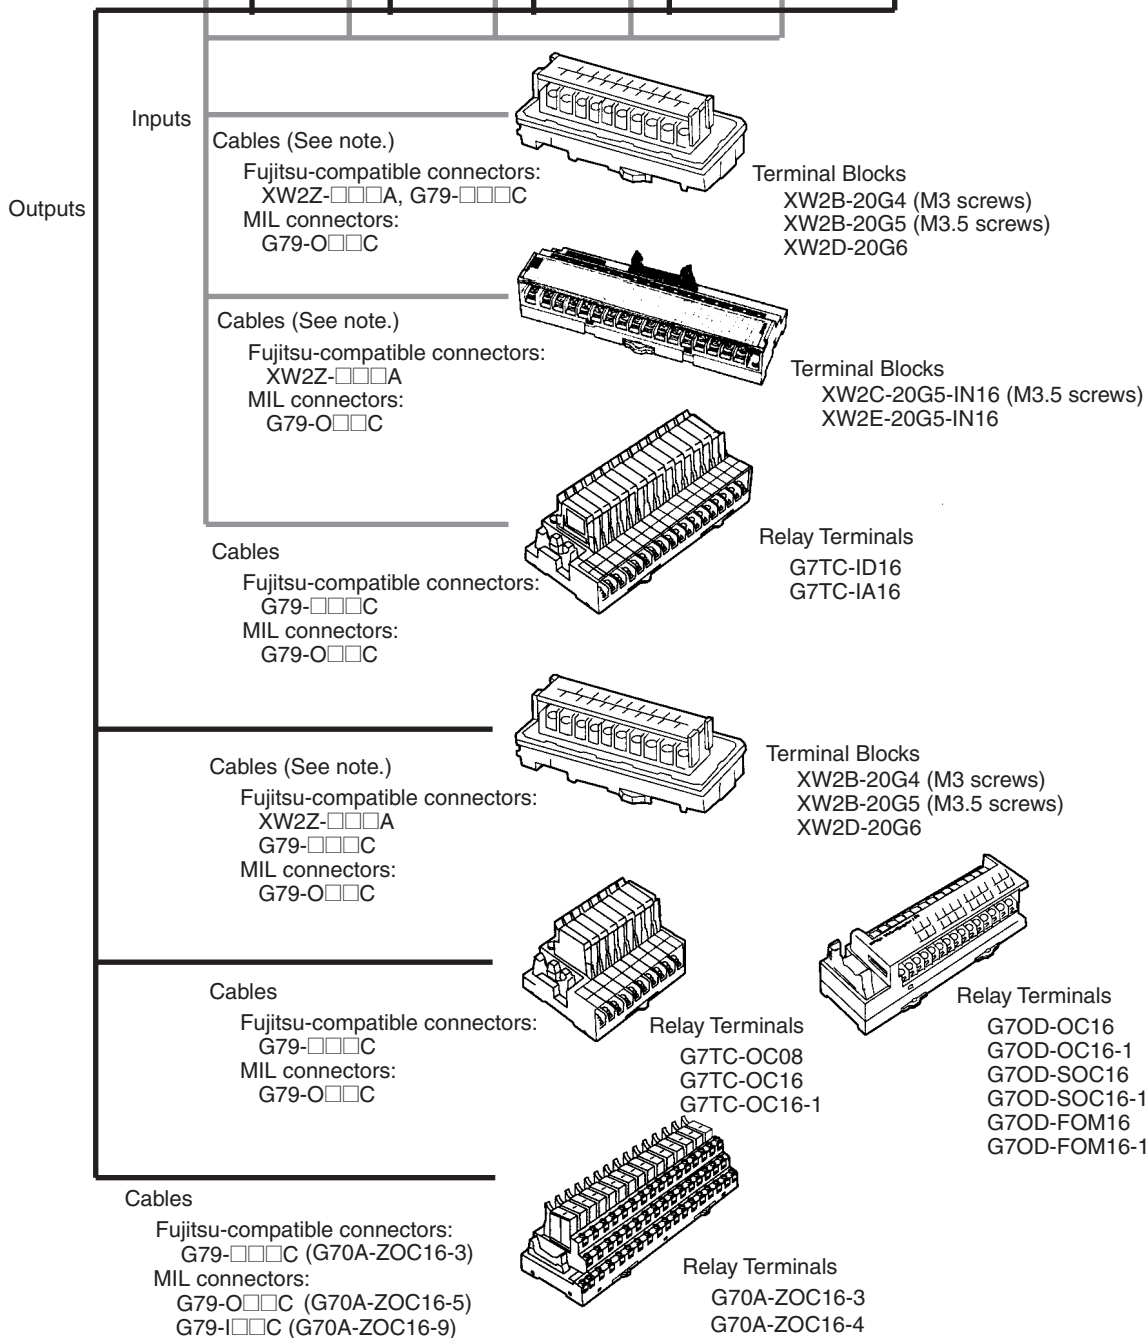 Inputs
Outputs
Cables (See note.)
Fujitsu-compatible connectors:
XW2Z-□□□A, G79-□□□C
MIL connectors:
G79-O□□C
Terminal Blocks
XW2B-20G4 (M3 screws)
XW2B-20G5 (M3.5 screws)
XW2D-20G6
Cables (See note.)
Fujitsu-compatible connectors:
XW2Z-□□□A
MIL connectors:
G79-O□□C
Terminal Blocks
XW2C-20G5-IN16 (M3.5 screws)
XW2E-20G5-IN16
Cables
Fujitsu-compatible connectors:
G79-□□□C
MIL connectors:
G79-O□□C
Relay Terminals
G7TC-ID16
G7TC-IA16
Cables (See note.)
Fujitsu-compatible connectors:
XW2Z-□□□A
G79-□□□C
MIL connectors:
G79-O□□C
Terminal Blocks
XW2B-20G4 (M3 screws)
XW2B-20G5 (M3.5 screws)
XW2D-20G6
Cables
Fujitsu-compatible connectors:
G79-□□□C
MIL connectors:
G79-O□□C
Relay Terminals
G7TC-OC08
G7TC-OC16
G7TC-OC16-1
Relay Terminals
G7OD-OC16
G7OD-OC16-1
G7OD-SOC16
G7OD-SOC16-1
G7OD-FOM16
G7OD-FOM16-1
Cables
Fujitsu-compatible connectors:
G79-□□□C (G70A-ZOC16-3)
MIL connectors:
G79-O□□C (G70A-ZOC16-5)
G79-I□□C (G70A-ZOC16-9)
Relay Terminals
G70A-ZOC16-3
G70A-ZOC16-4